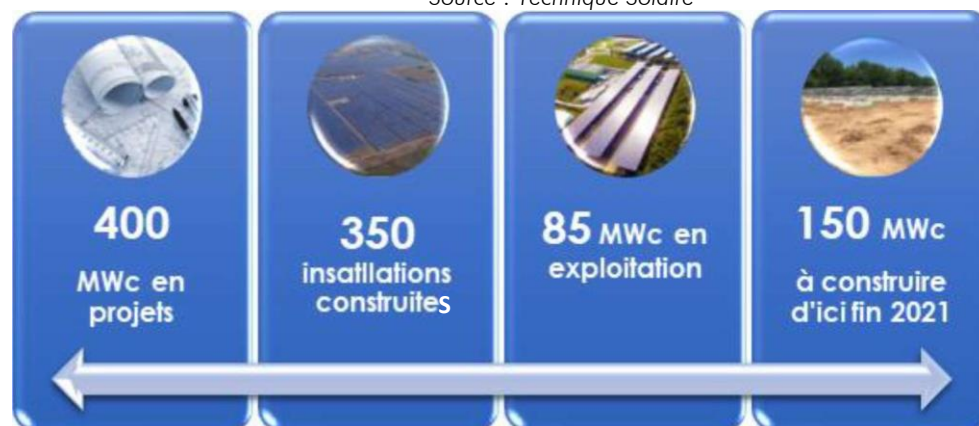 Source : Technique Solaire
400
MWc en
projets
350
insatllations
construites
85 MWc en
exploitation
150 MWc
à construire
d'ici fin 2021